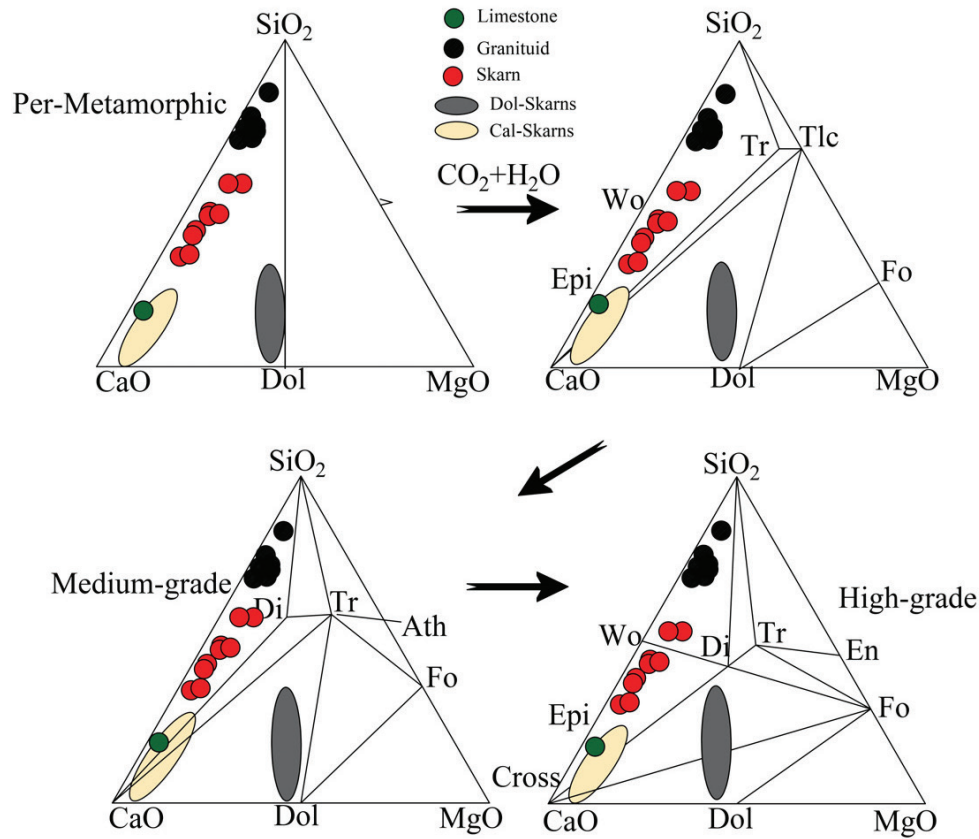 SiO₂
Limestone
Granituid
Skarn
Dol-Skarns
Cal-Skarns
Per-Metamorphic
CO₂+H₂O
CaO
Dol
MgO
SiO₂
Tr
Tlc
Wo
Epi
Fo
CaO
Dol
MgO
SiO₂
Medium-grade
Di
Tr
Ath
Fo
CaO
Dol
MgO
SiO₂
High-grade
Wo
Di
Tr
En
Epi
Fo
Cross
CaO
Dol
MgO